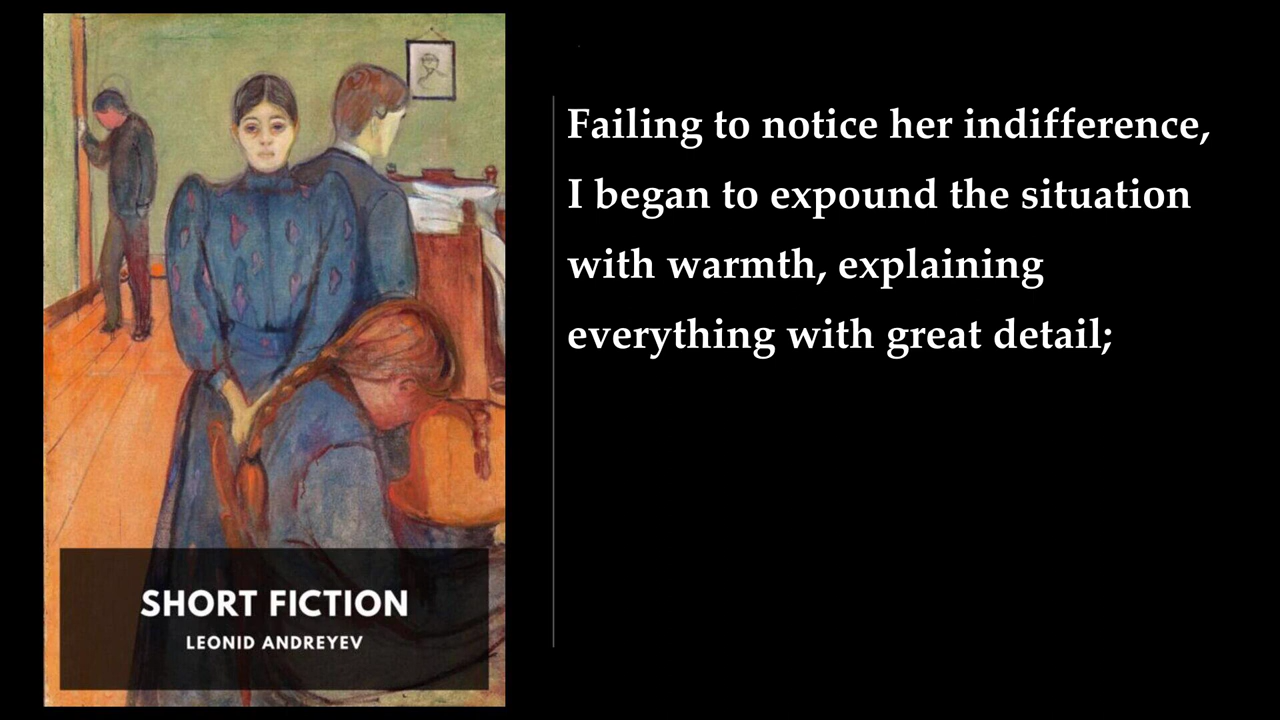 SHORT FICTION
LEONID ANDREYEV
Failing to notice her indifference,
I began to expound the situation
with warmth, explaining
everything with great detail;